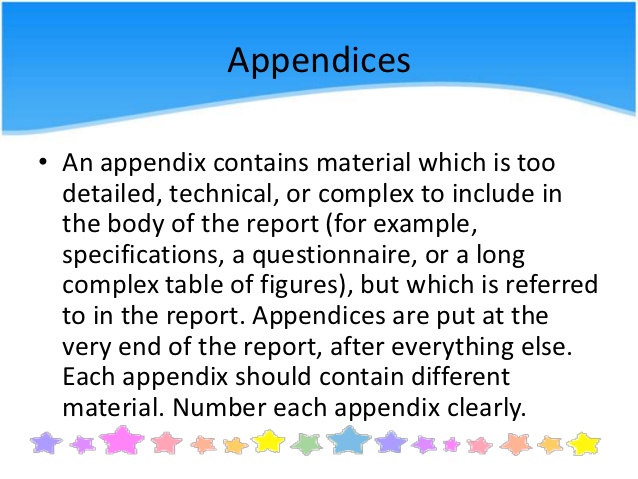 Appendices
• An appendix contains material which is too
detailed, technical, or complex to include in
the body of the report (for example,
specifications, a questionnaire, or a long
complex table of figures), but which is referred
to in the report. Appendices are put at the
very end of the report, after everything else.
Each appendix should contain different
material. Number each appendix clearly.